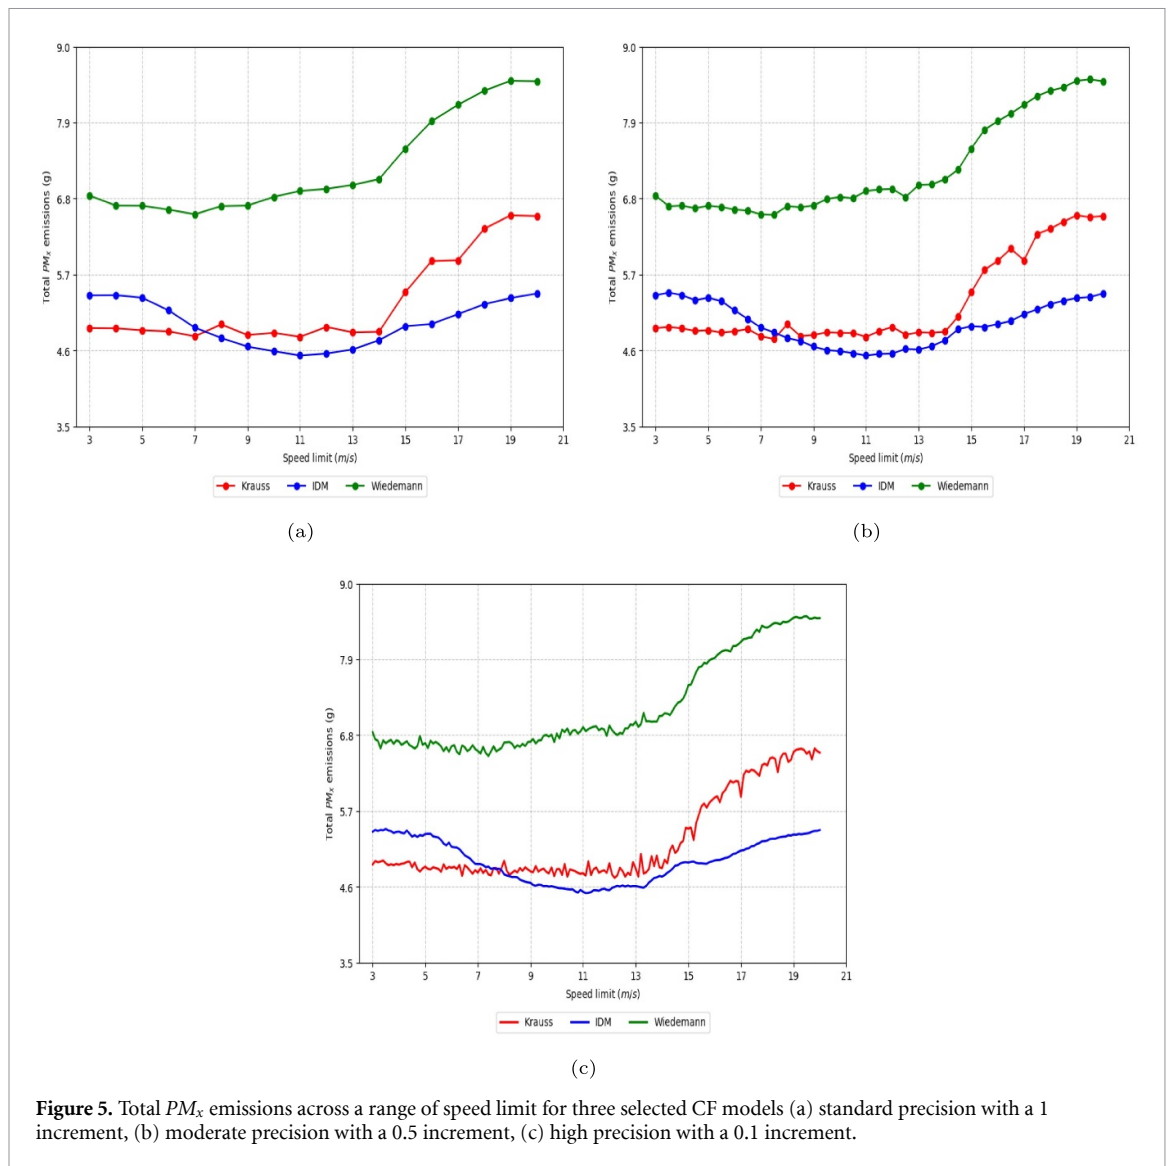 9.0
7.9
6.8
5.7
4.6
3.5
Total PMx emissions (g)
3 5 7 9 11 13 15 17 19 21
Speed limit (m/s)
Krauss IDM Wiedemann
(a)
9.0
7.9
6.8
5.7
4.6
3.5
Total PMx emissions (g)
3 5 7 9 11 13 15 17 19 21
Speed limit (m/s)
Krauss IDM Wiedemann
(b)
9.0
7.9
6.8
5.7
4.6
3.5
Total PMx emissions (g)
3 5 7 9 11 13 15 17 19 21
Speed limit (m/s)
Krauss IDM Wiedemann
(c)
Figure 5. Total PMx emissions across a range of speed limit for three selected CF models (a) standard precision with a 1
increment, (b) moderate precision with a 0.5 increment, (c) high precision with a 0.1 increment.